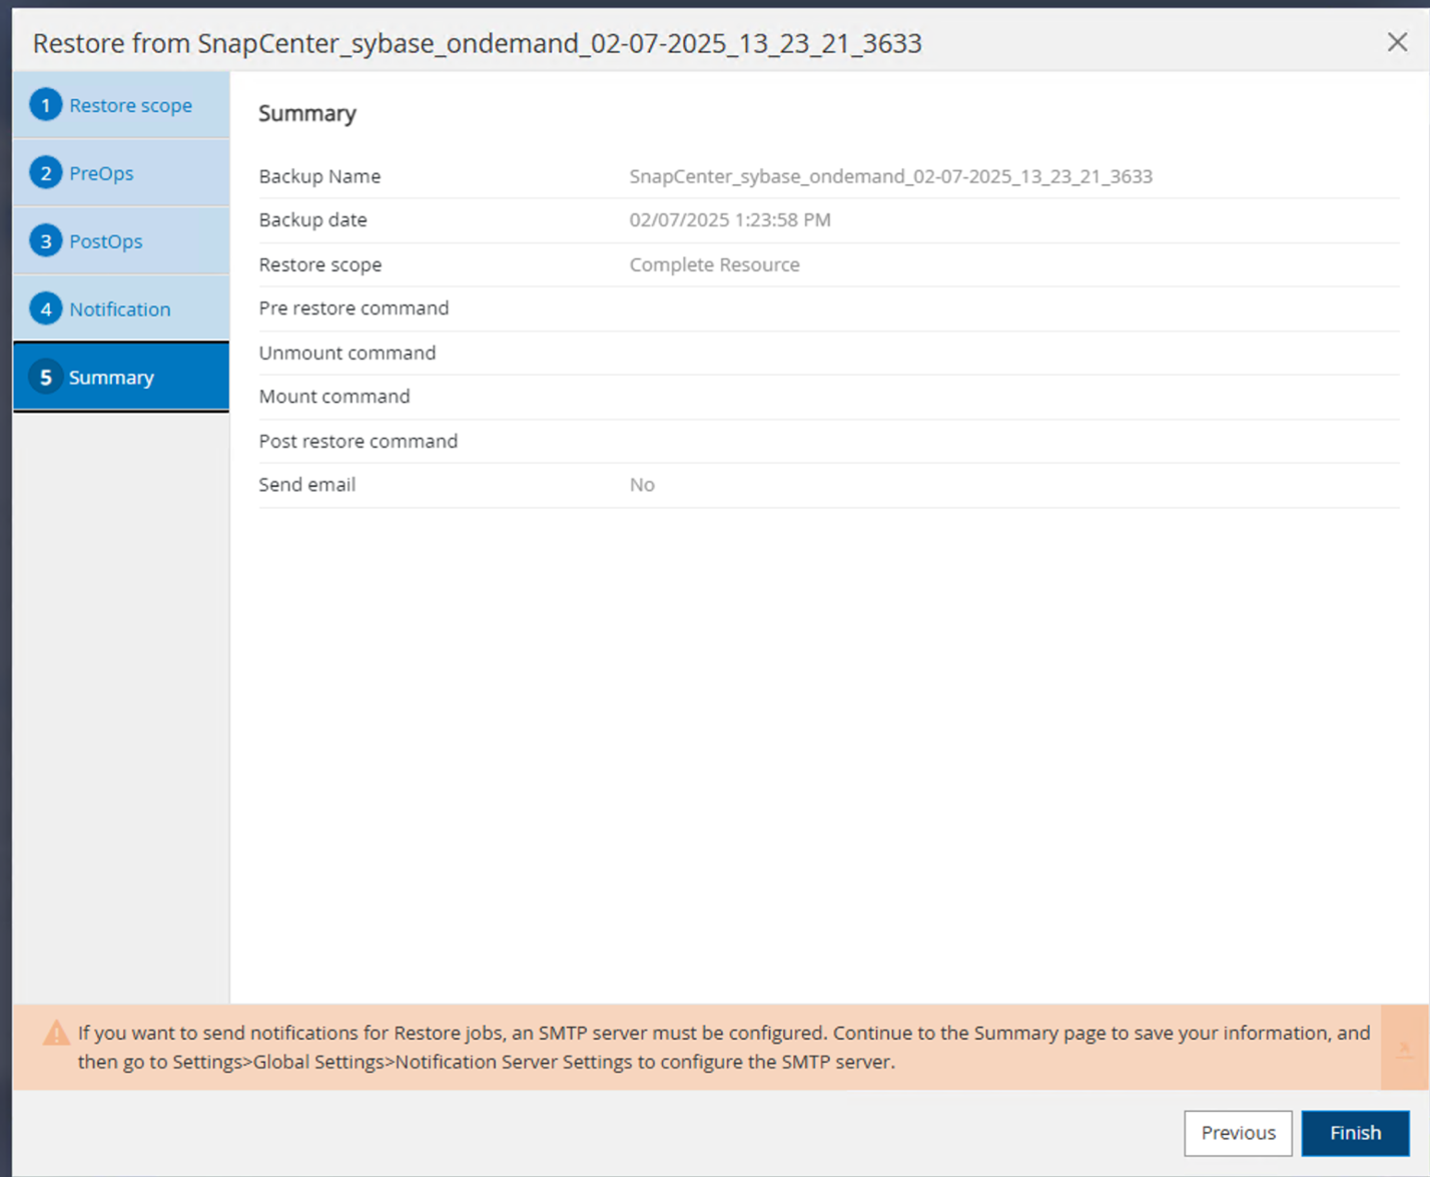 Restore from SnapCenter_sybase_ondemand_02-07-2025_13_23_21_3633
1 Restore scope
2 PreOps
3 PostOps
4 Notification
5 Summary
Summary
Backup Name SnapCenter_sybase_ondemand_02-07-2025_13_23_21_3633
Backup date 02/07/2025 1:23:58 PM
Restore scope Complete Resource
Pre restore command
Unmount command
Mount command
Post restore command
Send email No
If you want to send notifications for Restore jobs, an SMTP server must be configured. Continue to the Summary page to save your information, and
then go to Settings>Global Settings>Notification Server Settings to configure the SMTP server.
Previous Finish